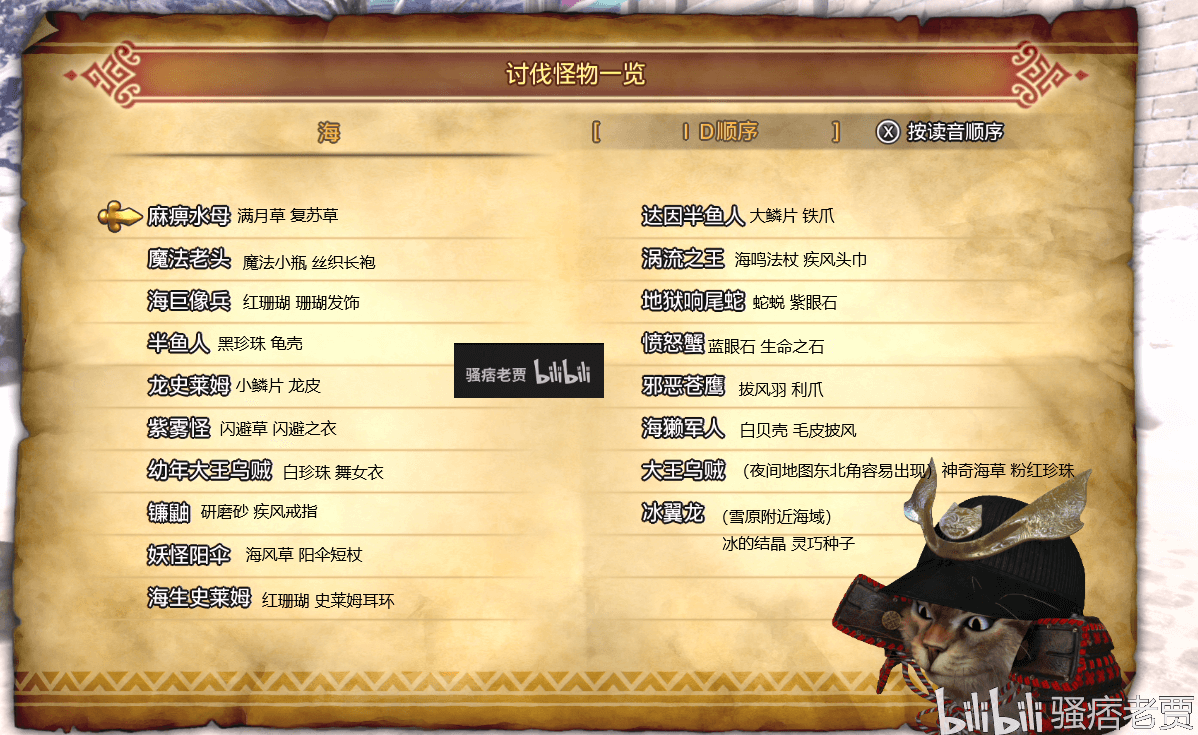 讨伐怪物一览
海
[ ＩＤ顺序 ] X 按读音顺序
麻痹水母 满月草 复苏草
魔法老头 魔法小瓶 丝织长袍
海巨像兵 红珊瑚 珊瑚发饰
半鱼人 黑珍珠 龟壳
龙史莱姆 小鳞片 龙皮
紫雾怪 闪避草 闪避之衣
幼年大王乌贼 白珍珠 舞女衣
镰鼬 研磨砂 疾风戒指
妖怪阳伞 海风草 阳伞短杖
海生史莱姆 红珊瑚 史莱姆耳环
达因半鱼人 大鳞片 铁爪
涡流之王 海鸣法杖 疾风头巾
地狱响尾蛇 蛇蜕 紫眼石
愤怒蟹 蓝眼石 生命之石
邪恶苍鹰 拔风羽 利爪
海獭军人 白贝壳 毛皮披风
大王乌贼 （夜间地图东北角容易出现）神奇海草 粉红珍珠
冰翼龙 （雪原附近海域）
冰的结晶 灵巧种子
骚痞老贾 bilibili
bilibili 骚痞老贾